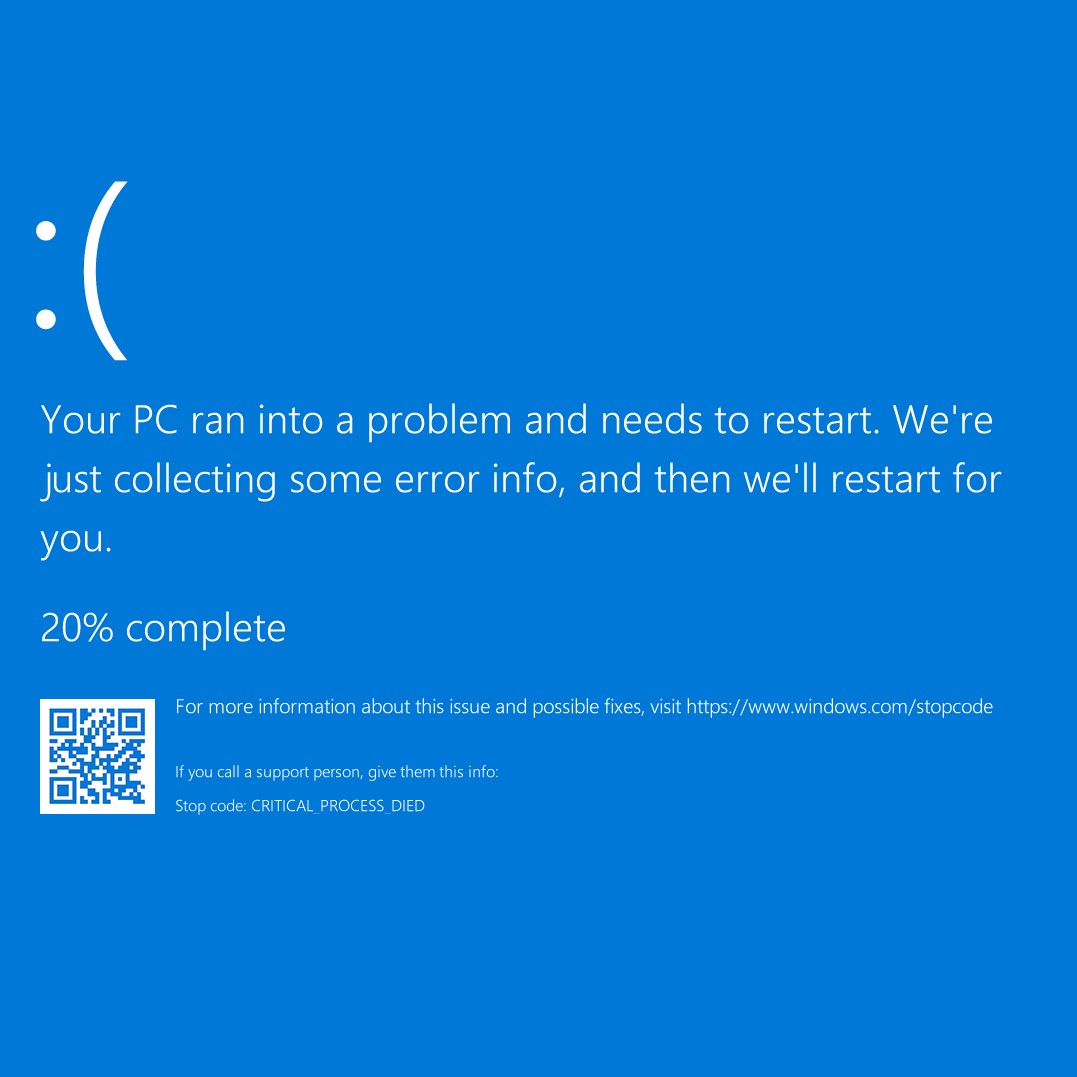 :(
Your PC ran into a problem and needs to restart. We're
just collecting some error info, and then we'll restart for
you.
20% complete
For more information about this issue and possible fixes, visit https://www.windows.com/stopcode
If you call a support person, give them this info:
Stop code: CRITICAL_PROCESS_DIED